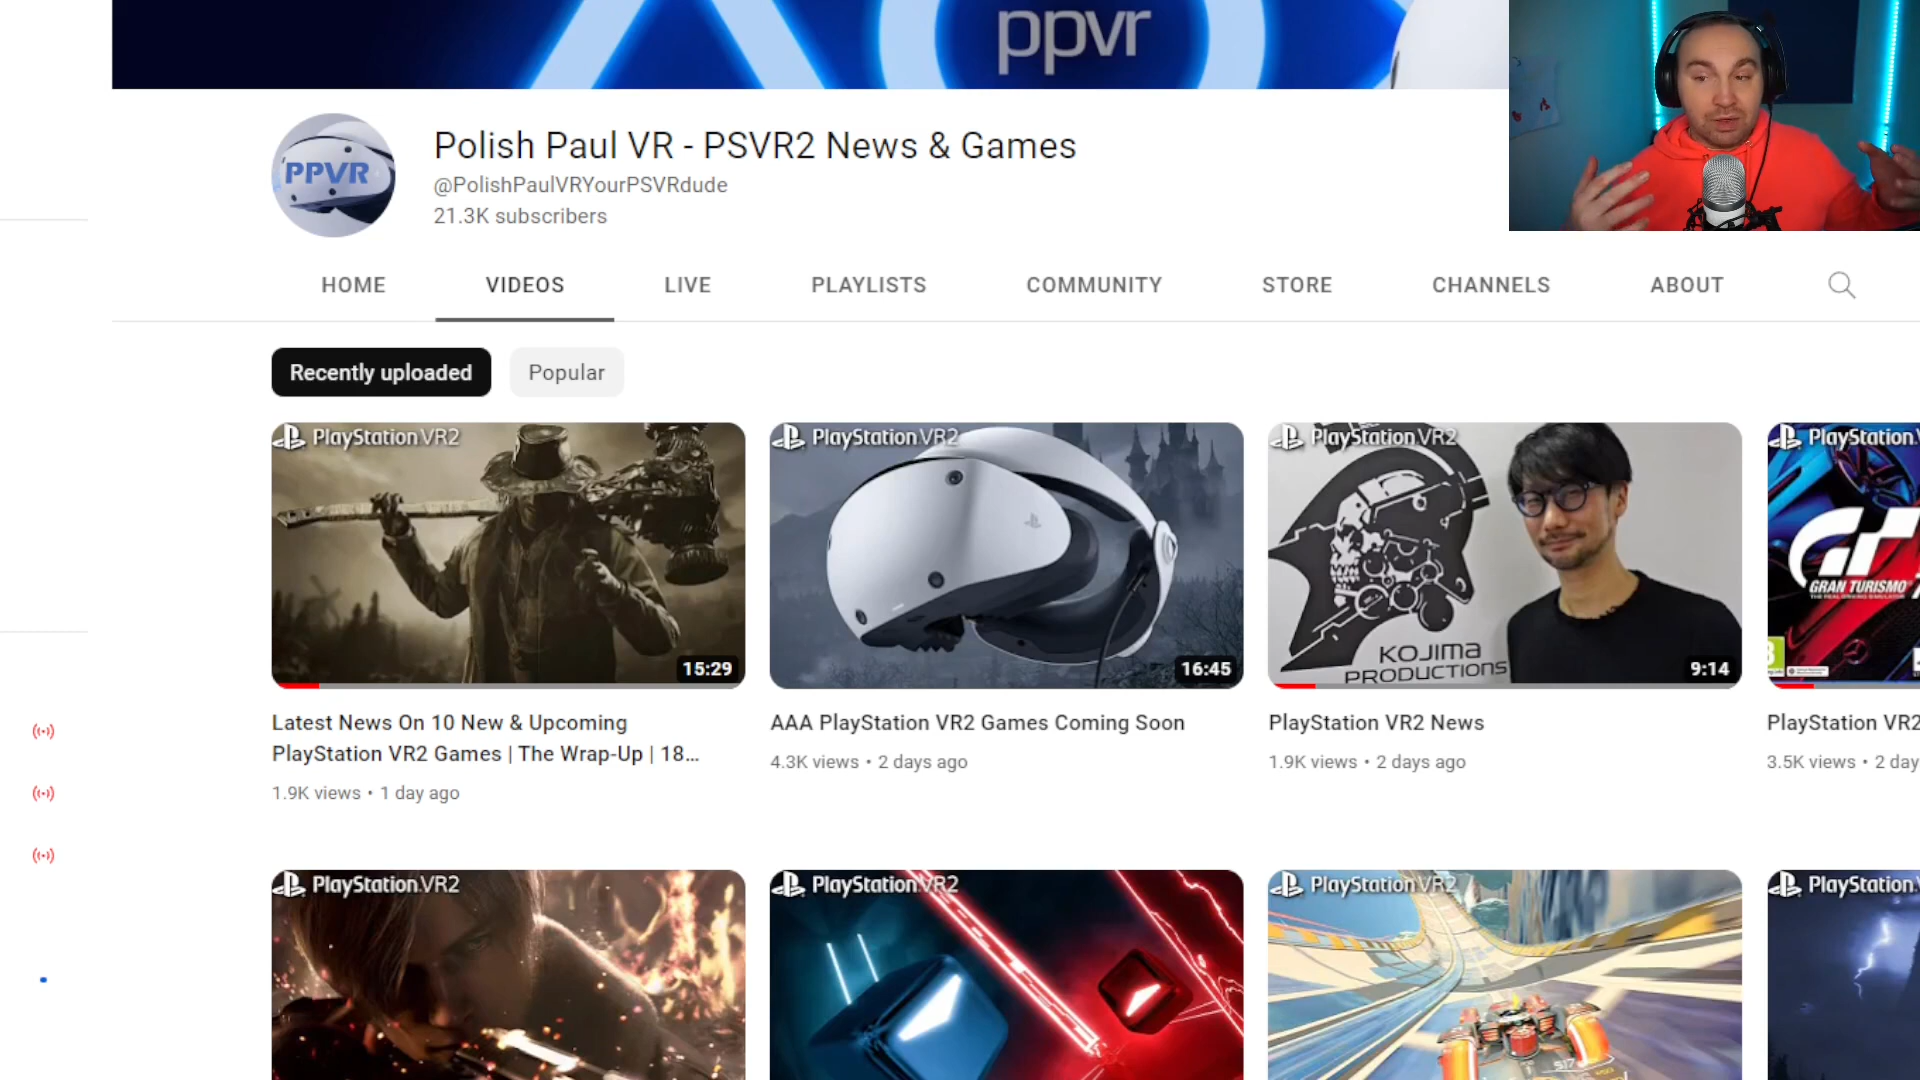 ppvr
PPVR
Polish Paul VR - PSVR2 News & Games
@PolishPaulVRYourPSVRdude
21.3K subscribers
HOME VIDEOS LIVE PLAYLISTS COMMUNITY STORE CHANNELS ABOUT
Recently uploaded Popular
PlayStation VR2
15:29
Latest News On 10 New & Upcoming
PlayStation VR2 Games | The Wrap-Up | 18...
1.9K views • 1 day ago
PlayStation VR2
16:45
AAA PlayStation VR2 Games Coming Soon
4.3K views • 2 days ago
PlayStation VR2
KOJIMA
PRODUCTIONS
9:14
PlayStation VR2 News
1.9K views • 2 days ago
PlayStation
GRAN TURISMO
PlayStation VR2
3.5K views • 2 day
PlayStation VR2
PlayStation VR2
PlayStation VR2
PlayStation